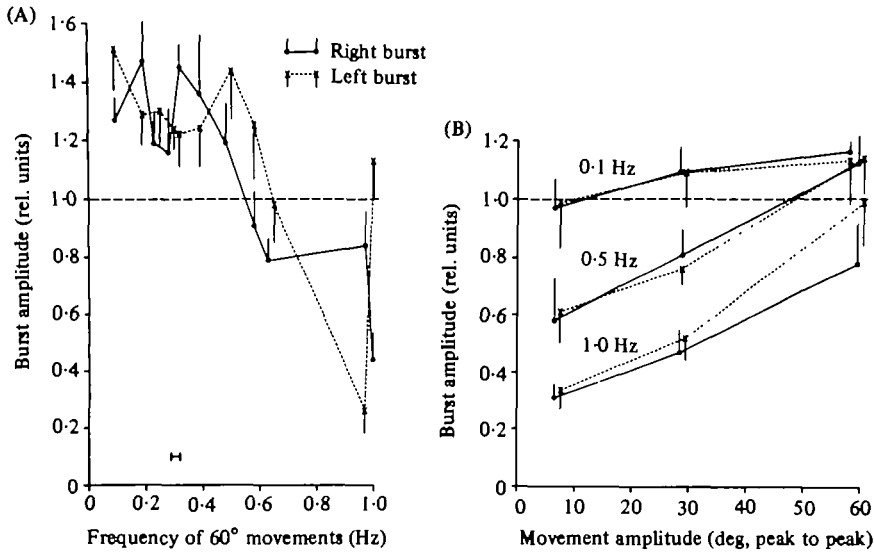 (A)
1·6
1·4
1·2
1·0
0·8
0·6
0·4
0·2
0
Burst amplitude (rel. units)
Right burst
Left burst
0 0·2 0·4 0·6 0·8 1·0
Frequency of 60° movements (Hz)
(B)
1·2
1·0
0·8
0·6
0·4
0·2
0
Burst amplitude (rel. units)
0·1 Hz
0·5 Hz
1·0 Hz
0 10 20 30 40 50 60
Movement amplitude (deg, peak to peak)